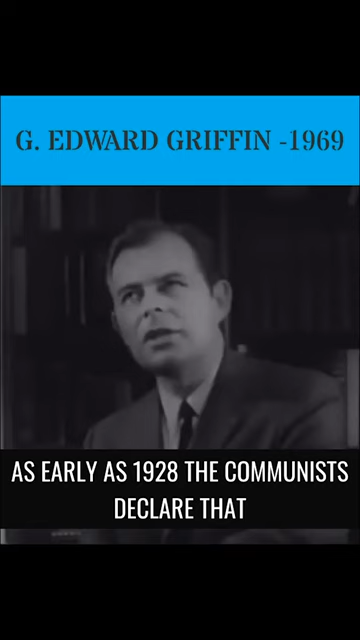 G. EDWARD GRIFFIN -1969
AS EARLY AS 1928 THE COMMUNISTS
DECLARE THAT